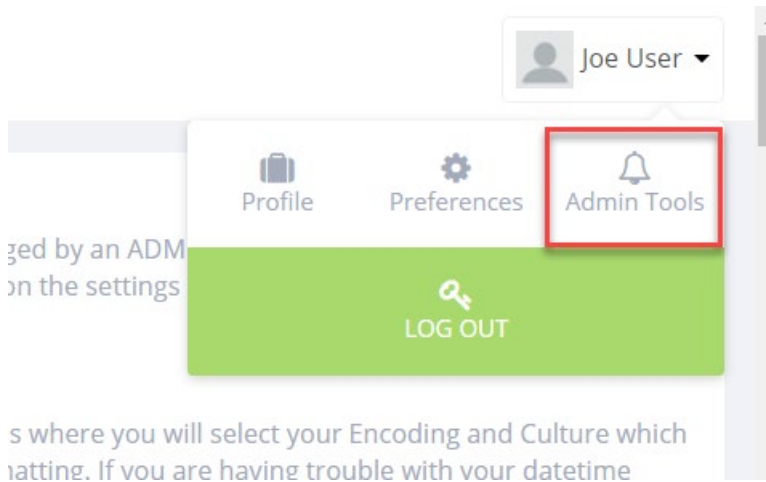 Joe User
Profile Preferences Admin Tools
ged by an ADM
on the settings
LOG OUT
s where you will select your Encoding and Culture which
natting. If you are having trouble with your datetime